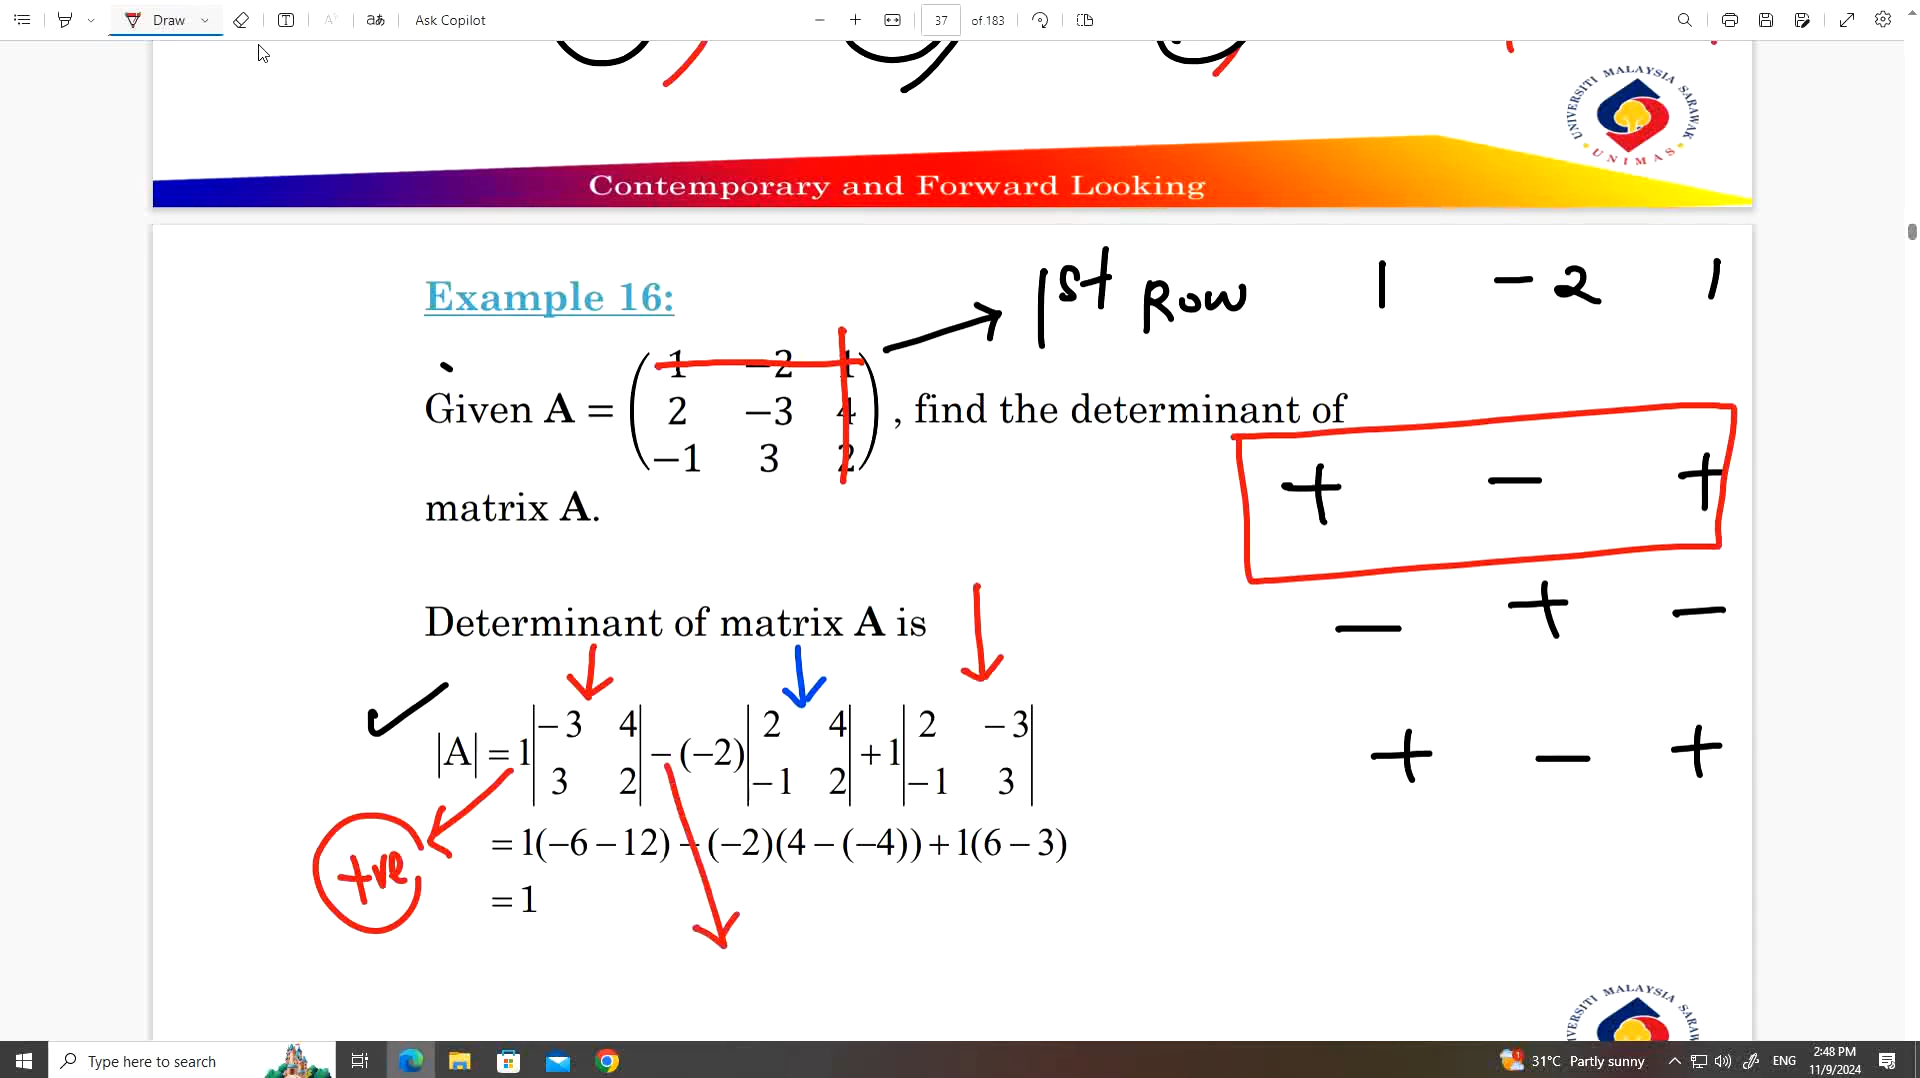 Draw
Ask Copilot
37 of 183
UNIVERSITI MALAYSIA SARAWAK
UNIMAS
Contemporary and Forward Looking
Example 16:
1st Row 1 −2 1
Given A = ( 1 −2 1
2 −3 4
−1 3 2 ) , find the determinant of
matrix A.
+ − +
− + −
+ − +
Determinant of matrix A is
|A| = 1 |−3 4; 3 2| − (−2) |2 4; −1 2| + 1 |2 −3; −1 3|
= 1(−6 − 12) − (−2)(4 − (−4)) + 1(6 − 3)
+ve
= 1
MALAYSIA
Type here to search
31°C Partly sunny
ENG
2:48 PM
11/9/2024